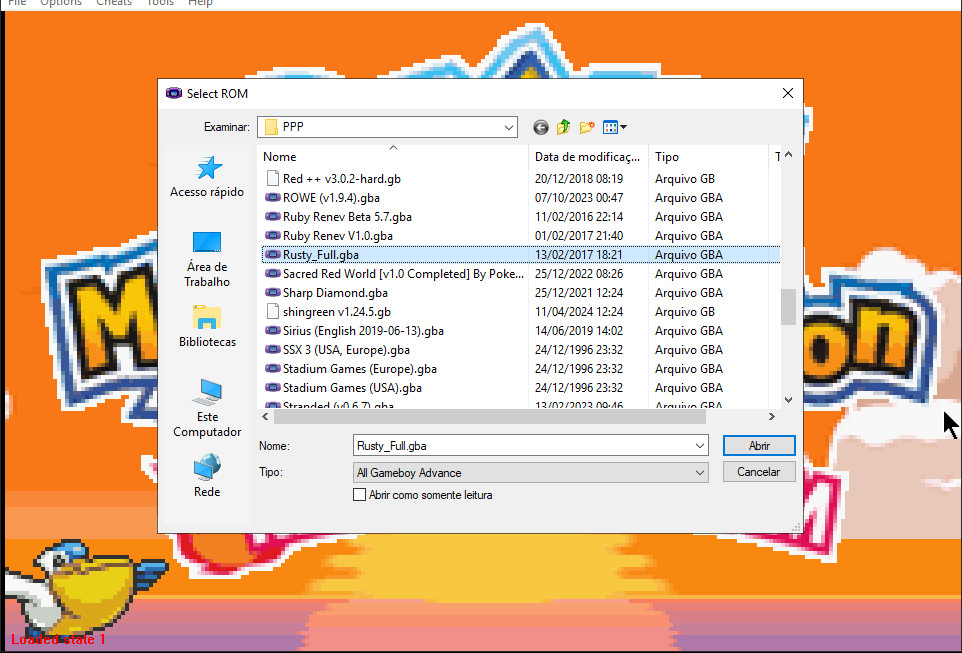 File Options Cheats Tools Help
Select ROM
Examinar: PPP
Nome Data de modificaç... Tipo T
Red ++ v3.0.2-hard.gb 20/12/2018 08:19 Arquivo GB
ROWE (v1.9.4).gba 07/10/2023 00:47 Arquivo GBA
Ruby Renev Beta 5.7.gba 11/02/2016 22:14 Arquivo GBA
Ruby Renev V1.0.gba 01/02/2017 21:40 Arquivo GBA
Rusty_Full.gba 13/02/2017 18:21 Arquivo GBA
Sacred Red World [v1.0 Completed] By Poke... 25/12/2022 08:26 Arquivo GBA
Sharp Diamond.gba 25/12/2021 12:24 Arquivo GBA
shingreen v1.24.5.gb 11/04/2024 12:24 Arquivo GB
Sirius (English 2019-06-13).gba 14/06/2019 14:02 Arquivo GBA
SSX 3 (USA, Europe).gba 24/12/1996 23:32 Arquivo GBA
Stadium Games (Europe).gba 24/12/1996 23:32 Arquivo GBA
Stadium Games (USA).gba 24/12/1996 23:32 Arquivo GBA
Stranded (v0.6.7).gba 13/02/2023 09:46 Arquivo GBA
Acesso rápido
Área de
Trabalho
Bibliotecas
Este
Computador
Rede
Nome: Rusty_Full.gba Abrir
Tipo: All Gameboy Advance Cancelar
Abrir como somente leitura
M on
M
Loaded state 1